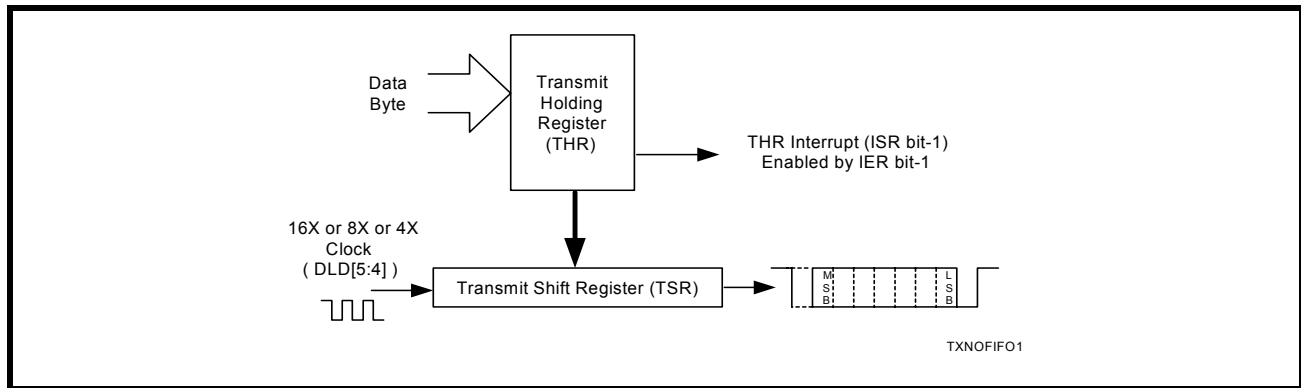 Data
Byte
Transmit
Holding
Register
(THR)
THR Interrupt (ISR bit-1)
Enabled by IER bit-1
16X or 8X or 4X
Clock
( DLD[5:4] )
Transmit Shift Register (TSR)
M
S
B
L
S
B
TXNOFIFO1